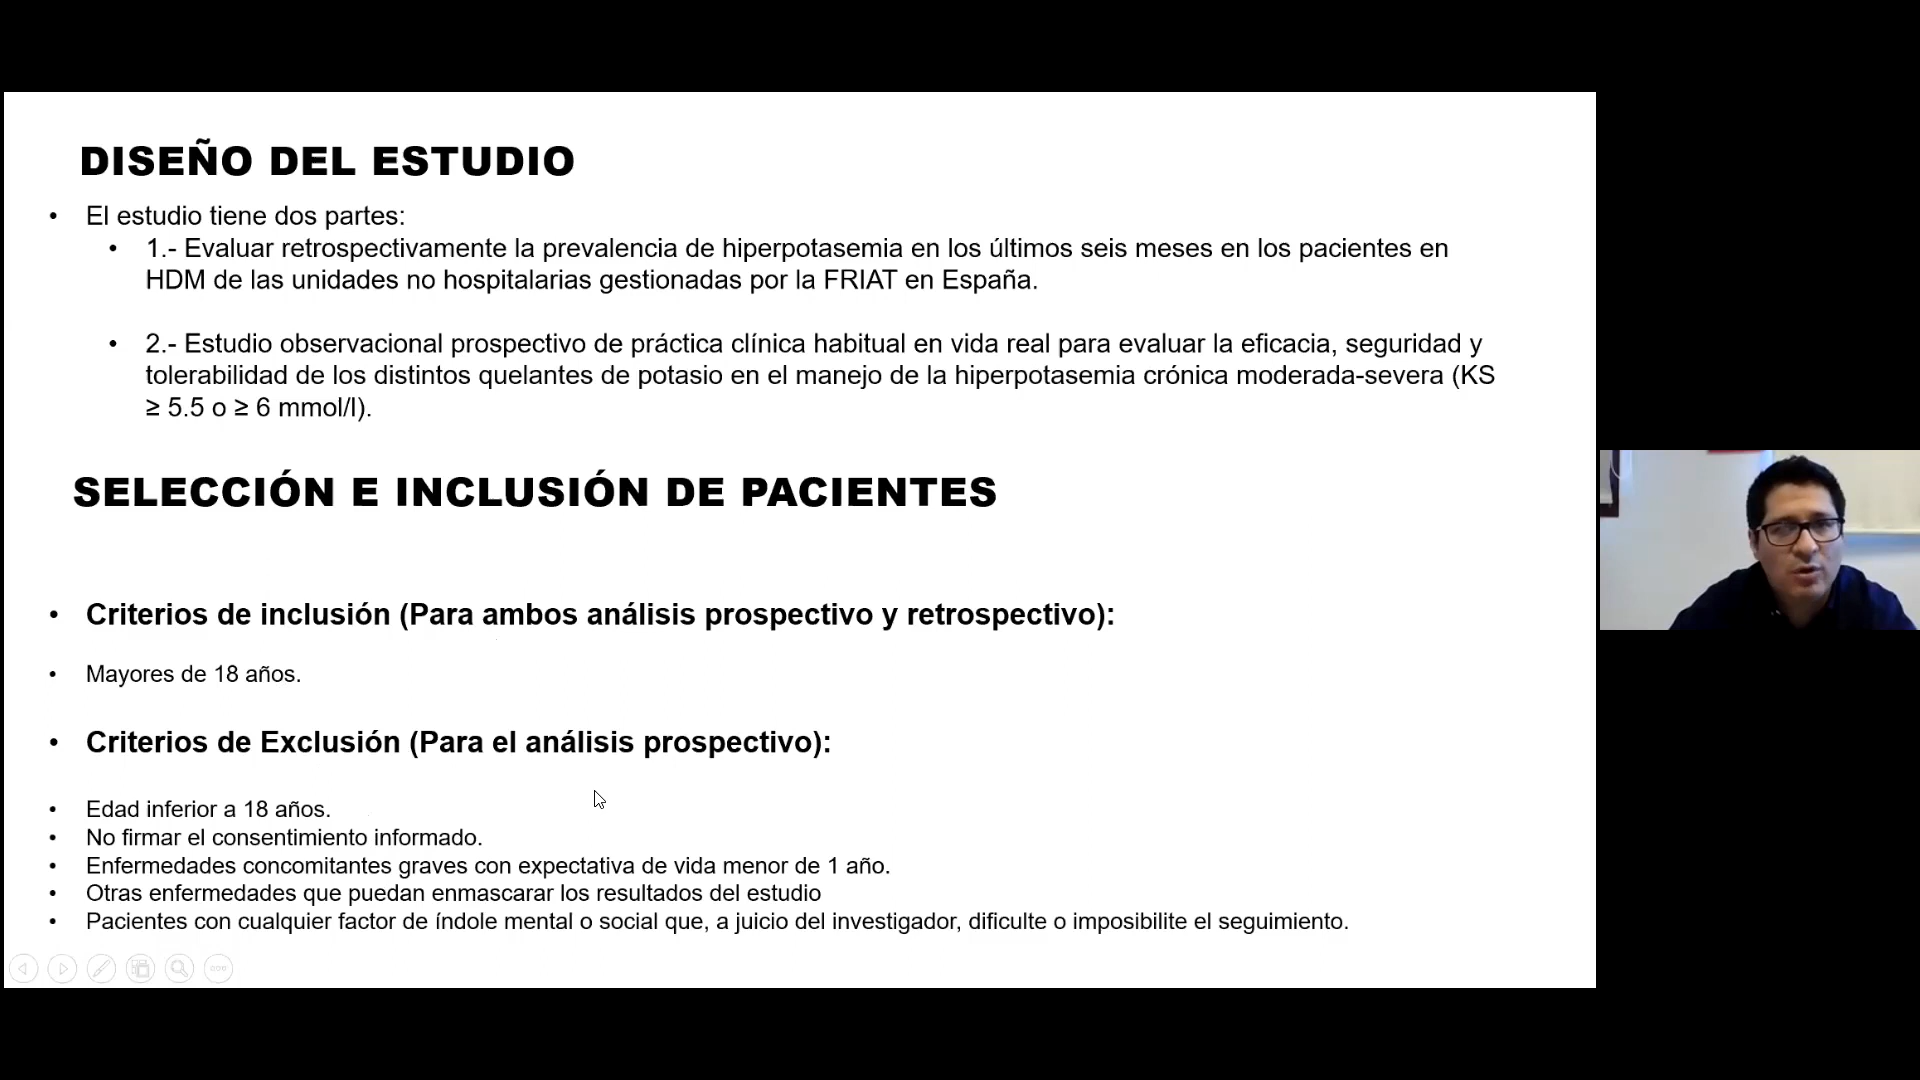 DISEÑO DEL ESTUDIO
• El estudio tiene dos partes:
• 1.- Evaluar retrospectivamente la prevalencia de hiperpotasemia en los últimos seis meses en los pacientes en
HDM de las unidades no hospitalarias gestionadas por la FRIAT en España.
• 2.- Estudio observacional prospectivo de práctica clínica habitual en vida real para evaluar la eficacia, seguridad y
tolerabilidad de los distintos quelantes de potasio en el manejo de la hiperpotasemia crónica moderada-severa (KS
≥ 5.5 o ≥ 6 mmol/l).
SELECCIÓN E INCLUSIÓN DE PACIENTES
• Criterios de inclusión (Para ambos análisis prospectivo y retrospectivo):
• Mayores de 18 años.
• Criterios de Exclusión (Para el análisis prospectivo):
• Edad inferior a 18 años.
• No firmar el consentimiento informado.
• Enfermedades concomitantes graves con expectativa de vida menor de 1 año.
• Otras enfermedades que puedan enmascarar los resultados del estudio
• Pacientes con cualquier factor de índole mental o social que, a juicio del investigador, dificulte o imposibilite el seguimiento.